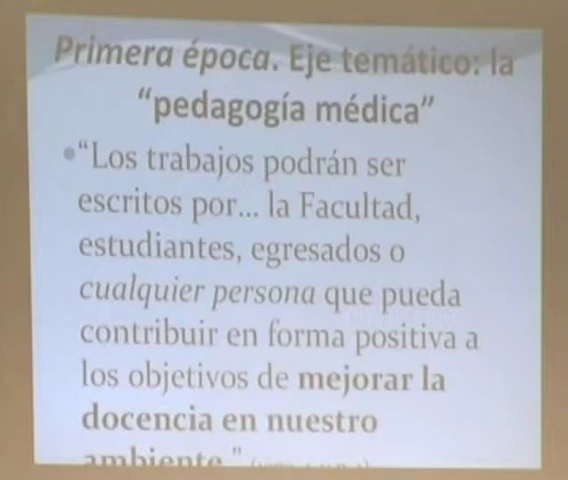 Primera época. Eje temático: la
“pedagogía médica”
•“Los trabajos podrán ser
escritos por... la Facultad,
estudiantes, egresados o
cualquier persona que pueda
contribuir en forma positiva a
los objetivos de mejorar la
docencia en nuestro
ambiente.”